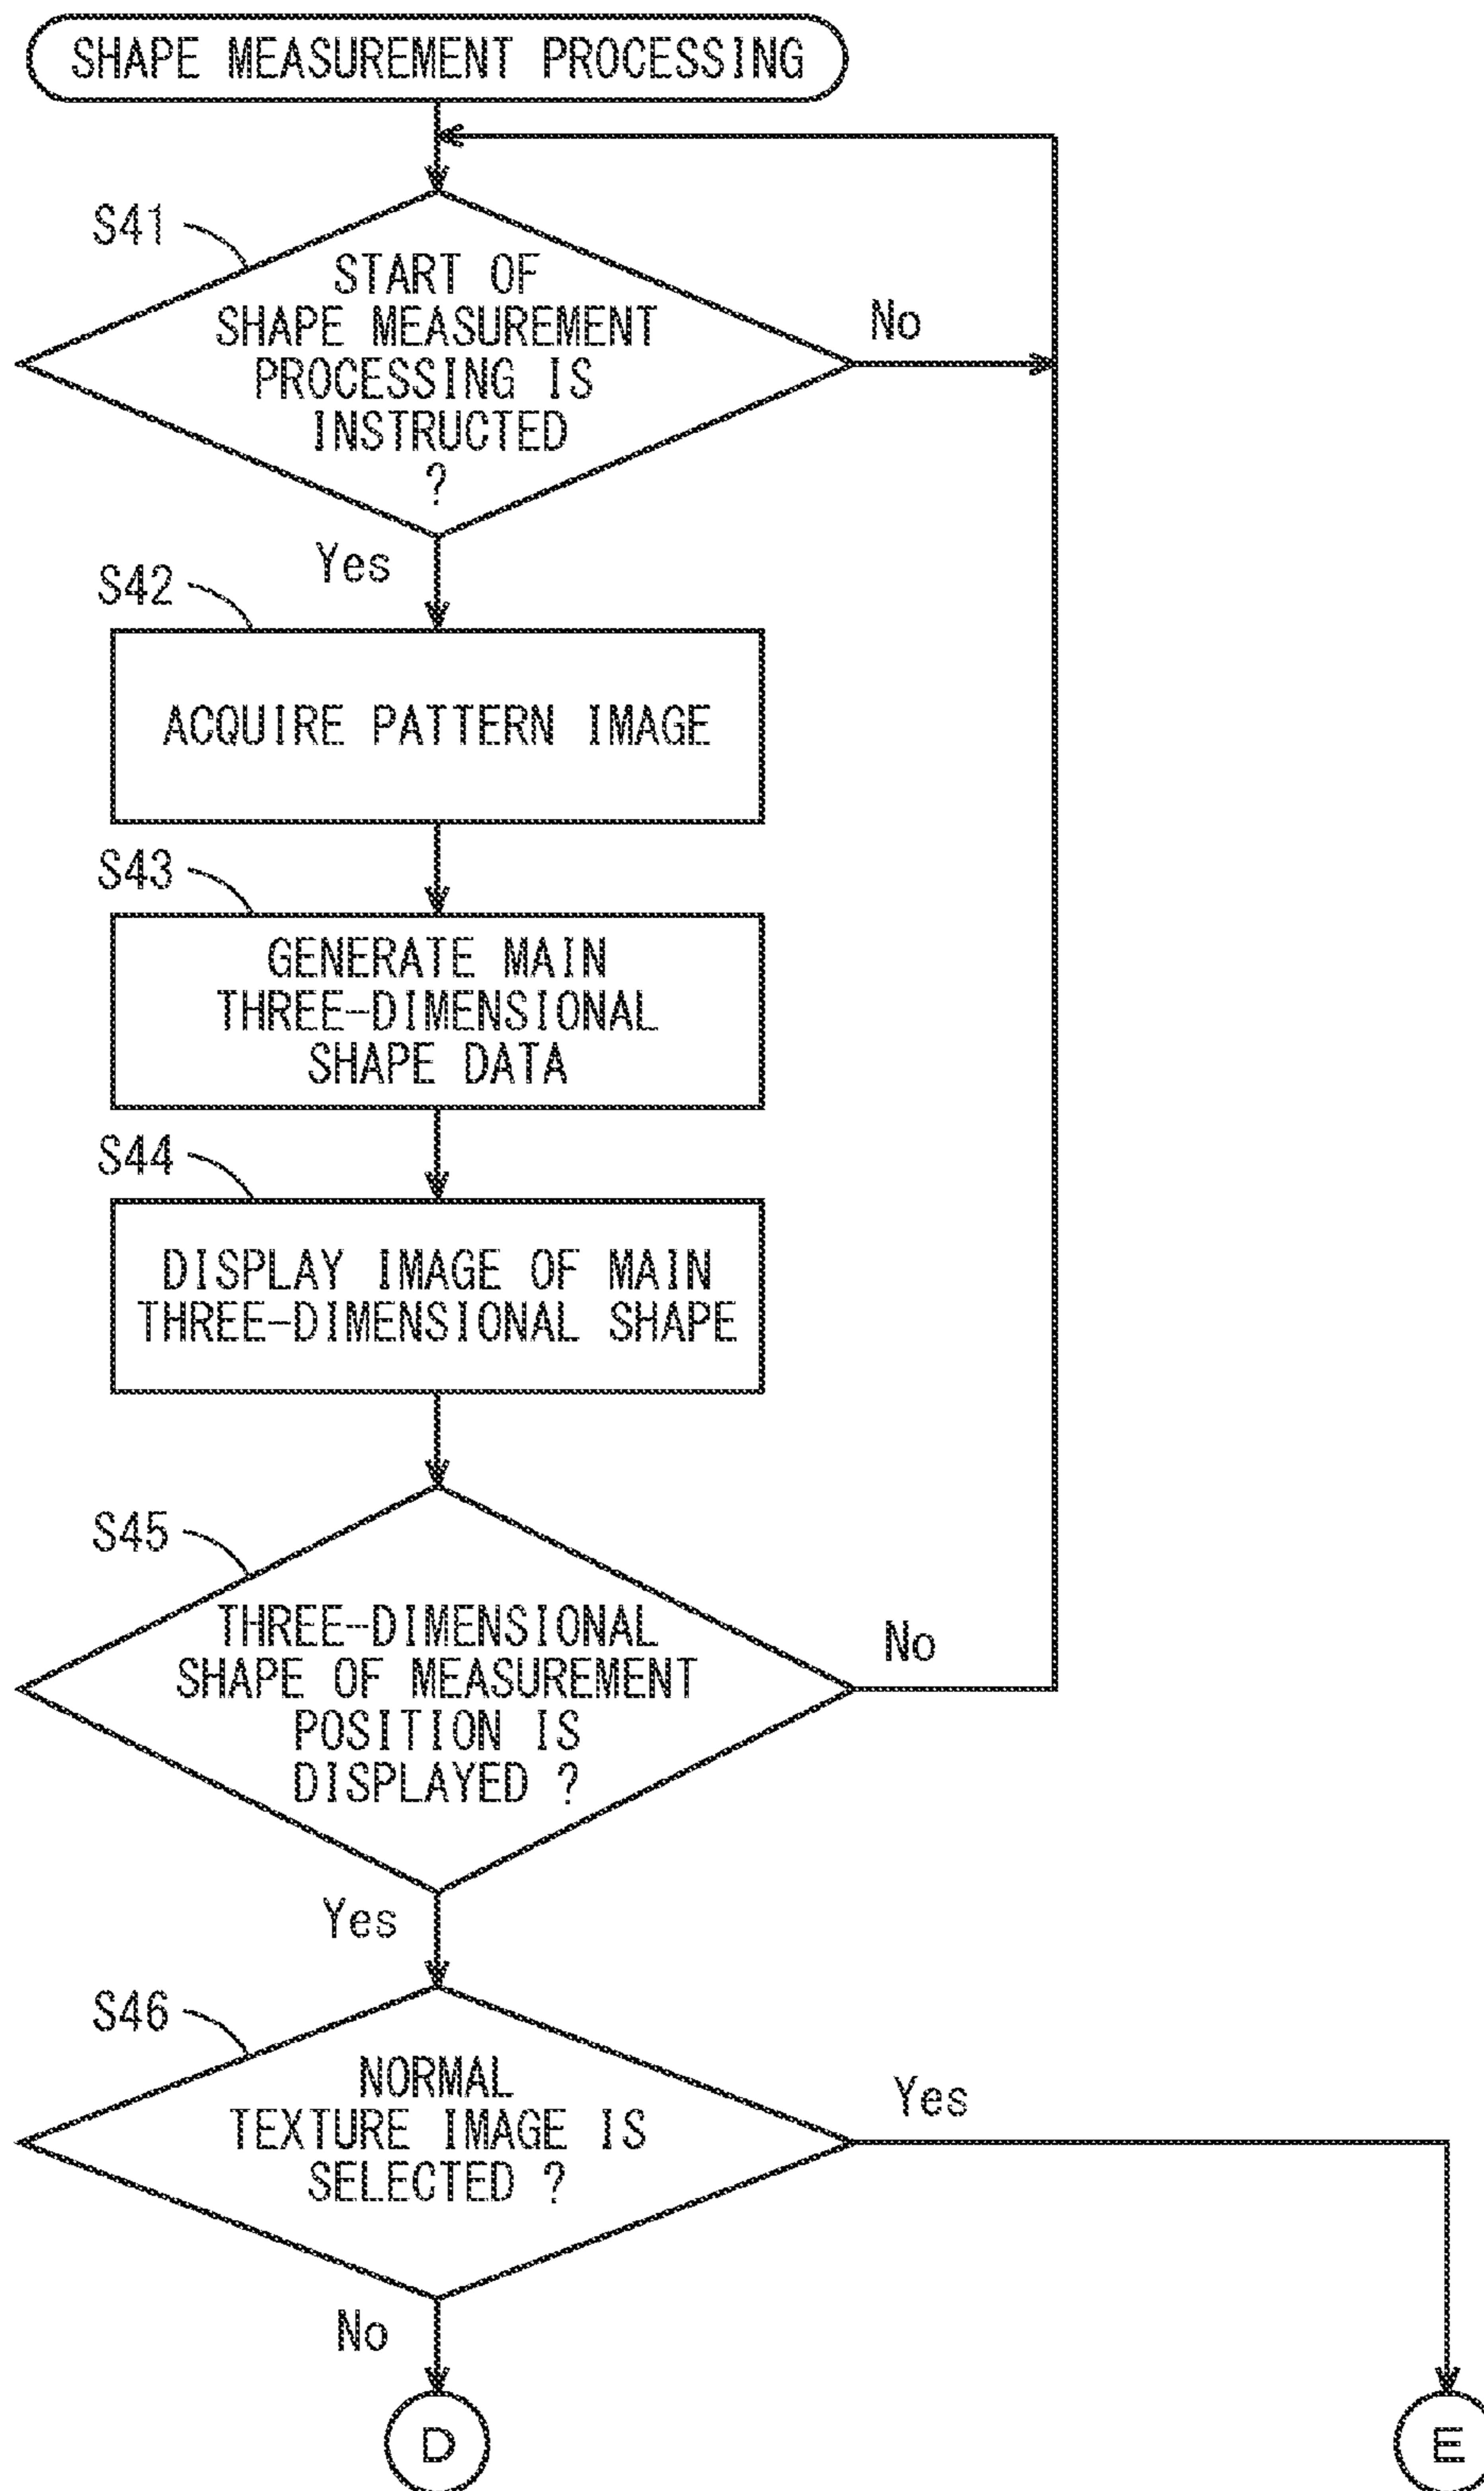 SHAPE MEASUREMENT PROCESSING
S41
START OF
SHAPE MEASUREMENT
PROCESSING IS
INSTRUCTED
?
No
Yes
S42
ACQUIRE PATTERN IMAGE
S43
GENERATE MAIN
THREE-DIMENSIONAL
SHAPE DATA
S44
DISPLAY IMAGE OF MAIN
THREE-DIMENSIONAL SHAPE
S45
THREE-DIMENSIONAL
SHAPE OF MEASUREMENT
POSITION IS
DISPLAYED ?
No
Yes
S46
NORMAL
TEXTURE IMAGE IS
SELECTED ?
Yes
No
D
E